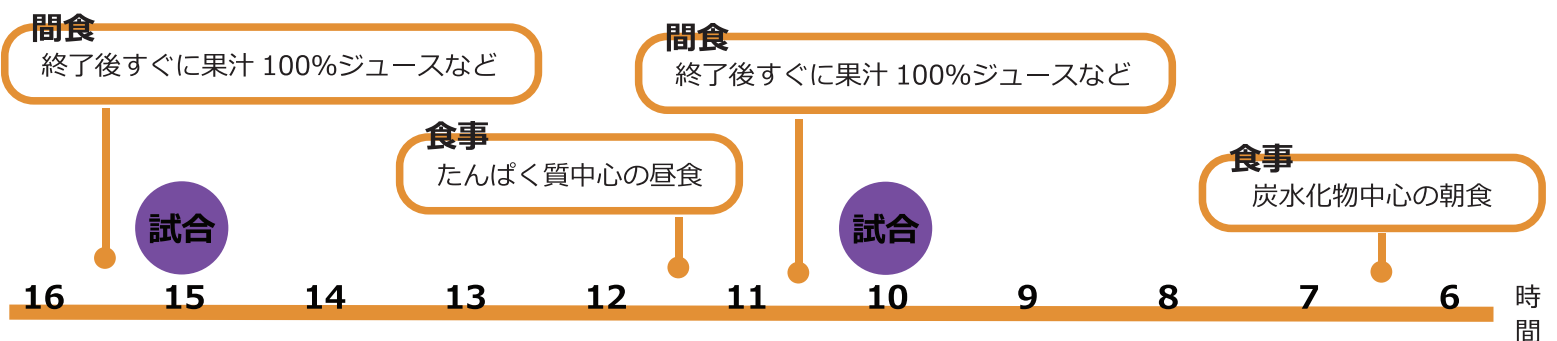 間食
終了後すぐに果汁 100%ジュースなど
間食
終了後すぐに果汁 100%ジュースなど
食事
たんぱく質中心の昼食
食事
炭水化物中心の朝食
試合
試合
16 15 14 13 12 11 10 9 8 7 6 時
間